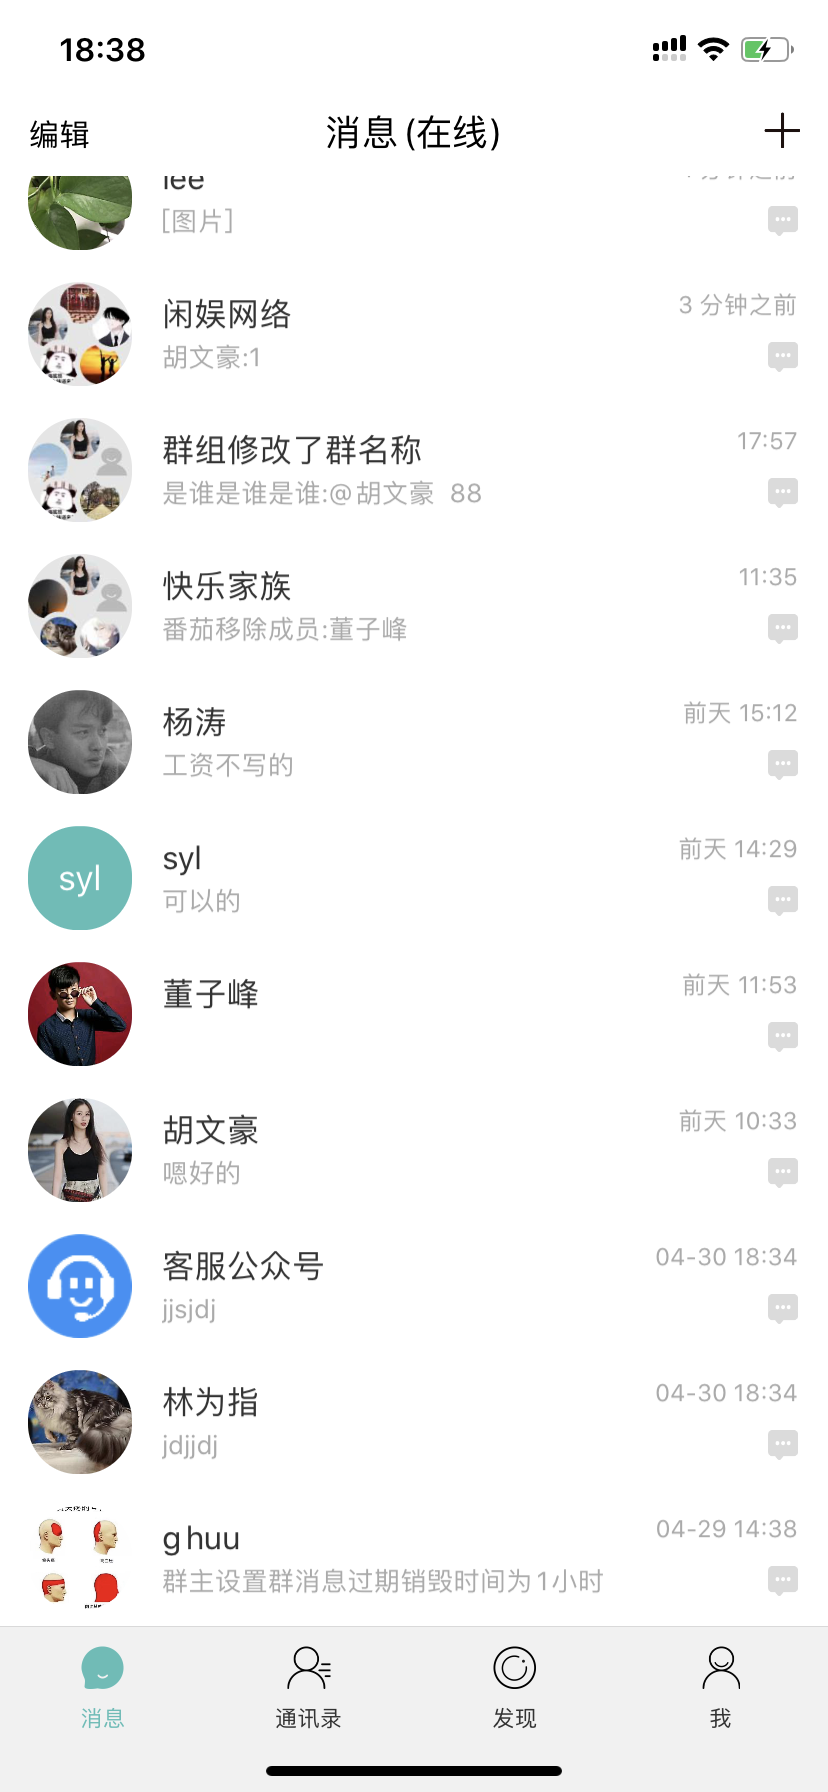 18:38
编辑
消息(在线)
lee
[图片]
闲娱网络
3 分钟之前
胡文豪:1
群组修改了群名称
17:57
是谁是谁是谁:@胡文豪 88
快乐家族
11:35
番茄移除成员:董子峰
杨涛
前天 15:12
工资不写的
syl
syl
前天 14:29
可以的
董子峰
前天 11:53
胡文豪
前天 10:33
嗯好的
客服公众号
04-30 18:34
jjsjdj
林为指
04-30 18:34
jdjjdj
g huu
04-29 14:38
群主设置群消息过期销毁时间为1小时
消息
通讯录
发现
我